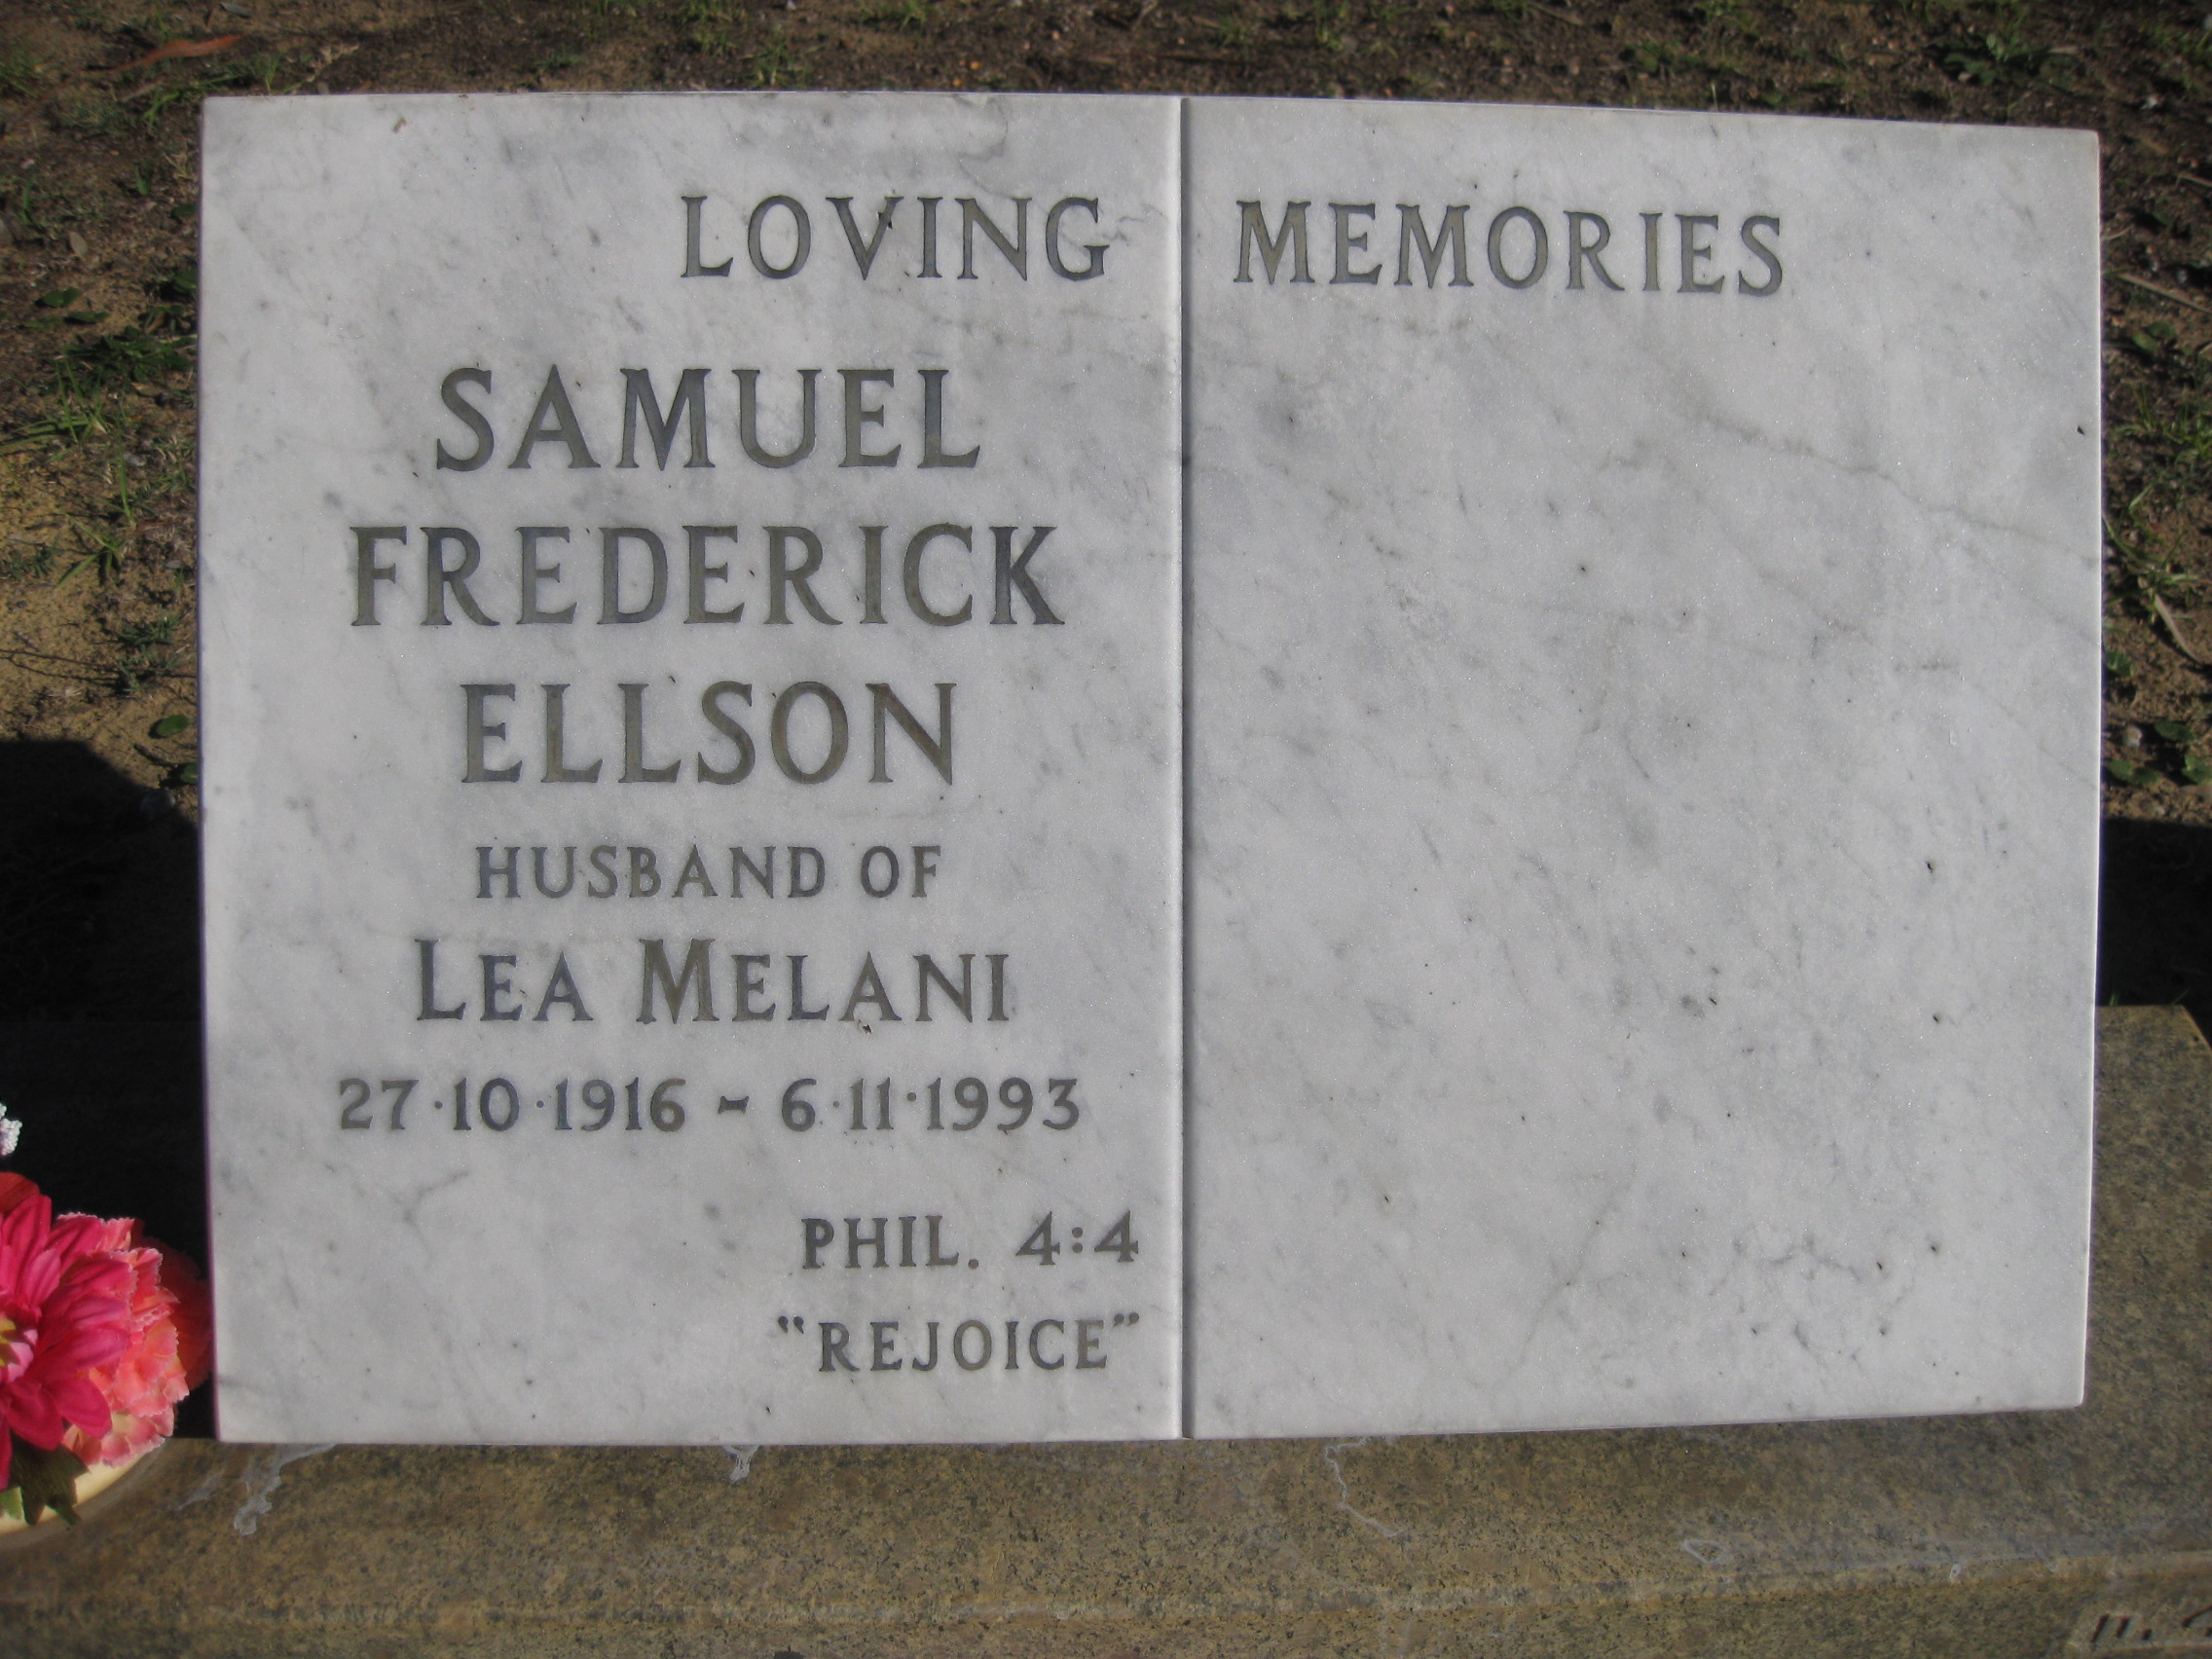 LOVING MEMORIES
SAMUEL
FREDERICK
ELLSON
HUSBAND OF
LEA MELANI
27·10·1916 - 6·11·1993
PHIL. 4:4
"REJOICE"